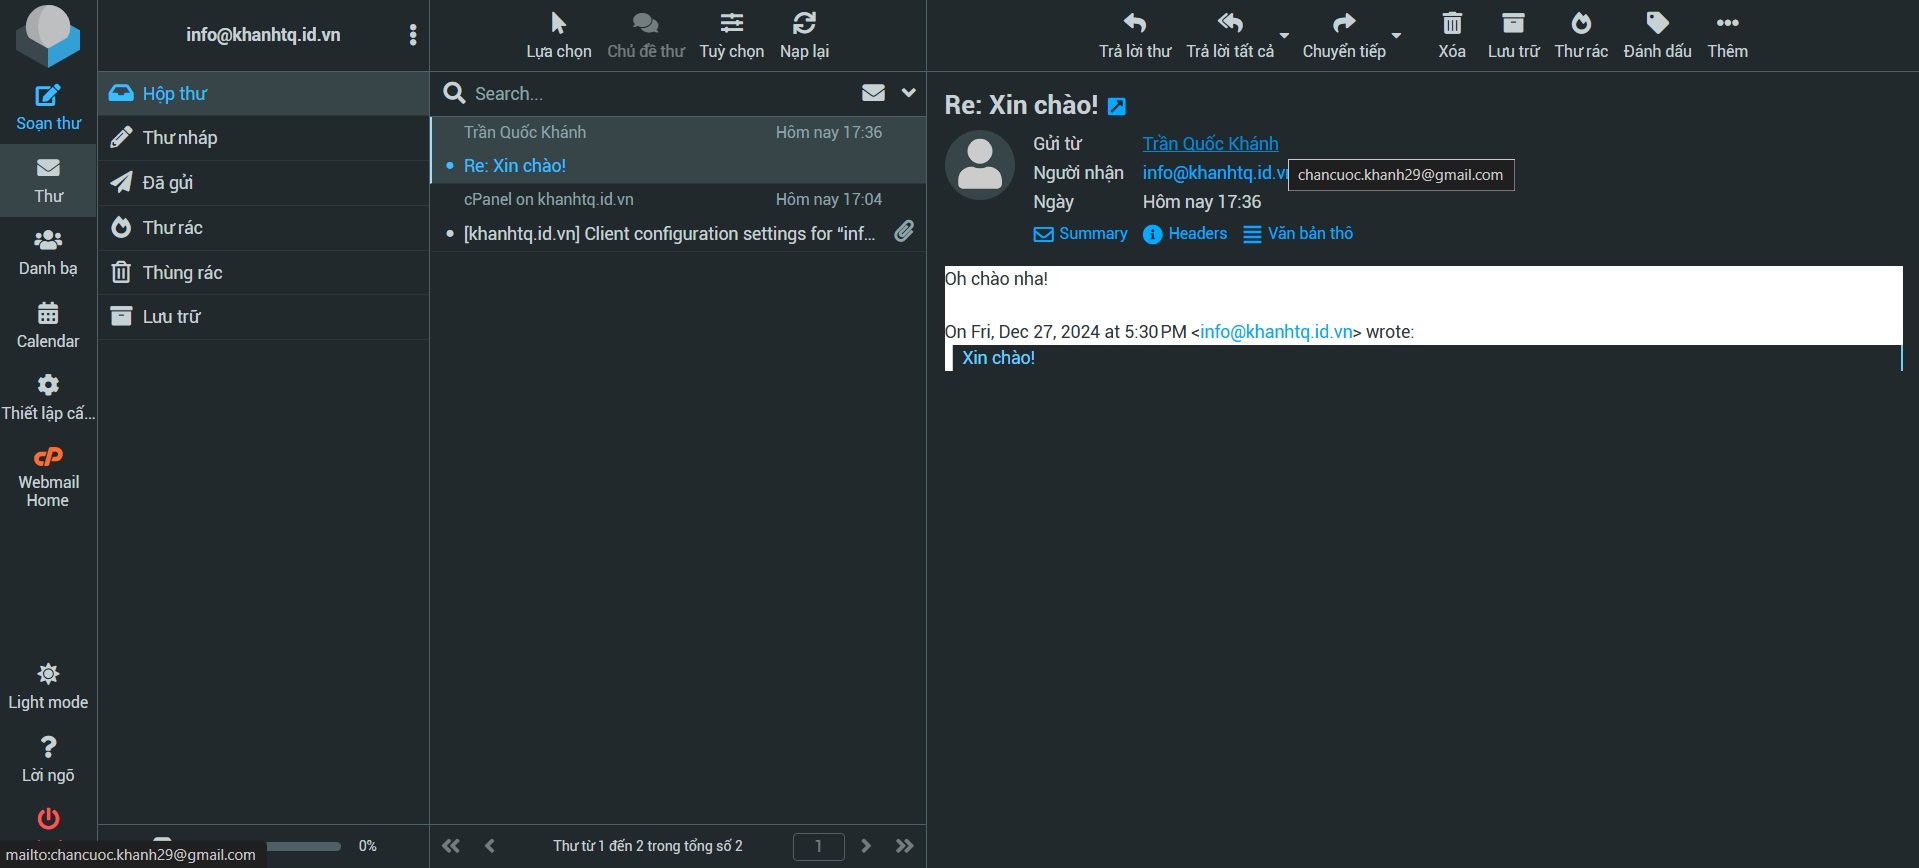 info@khanhtq.id.vn
Soạn thư
Thư
Danh bạ
Calendar
Thiết lập cấ...
cP
Webmail
Home
Light mode
Lời ngõ
mailto:chancuoc.khanh29@gmail.com
Hộp thư
Thư nháp
Đã gửi
Thư rác
Thùng rác
Lưu trữ
0%
Lựa chọn Chủ đề thư Tuỳ chọn Nạp lại
Search...
Trần Quốc Khánh Hôm nay 17:36
Re: Xin chào!
cPanel on khanhtq.id.vn Hôm nay 17:04
[khanhtq.id.vn] Client configuration settings for “inf...
Thư từ 1 đến 2 trong tổng số 2 1
Trả lời thư Trả lời tất cả Chuyển tiếp Xóa Lưu trữ Thư rác Đánh dấu Thêm
Re: Xin chào!
Gửi từ Trần Quốc Khánh
Người nhận info@khanhtq.id.vn
chancuoc.khanh29@gmail.com
Ngày Hôm nay 17:36
Summary Headers Văn bản thô
Oh chào nha!
On Fri, Dec 27, 2024 at 5:30 PM <info@khanhtq.id.vn> wrote:
Xin chào!